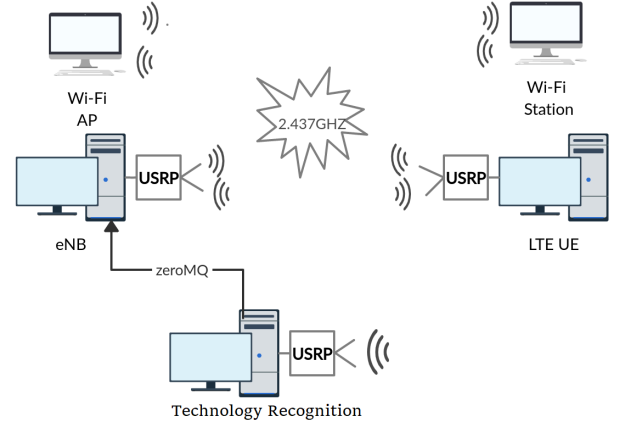 Wi-Fi
AP
Wi-Fi
Station
2.437GHZ
USRP
USRP
eNB
LTE UE
zeroMQ
USRP
Technology Recognition